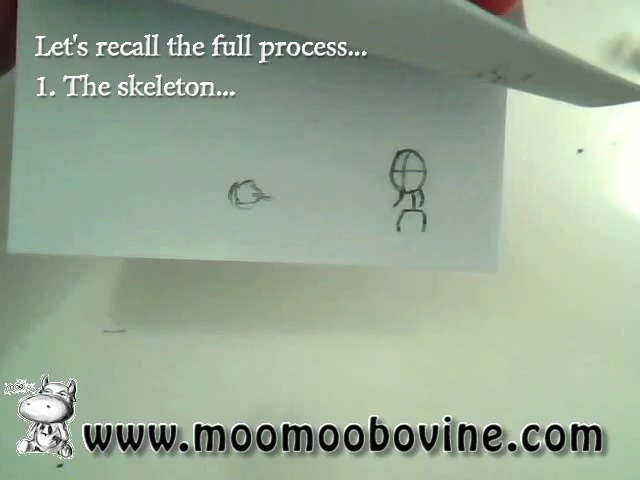 Let's recall the full process...
1. The skeleton...
www.moomoobovine.com